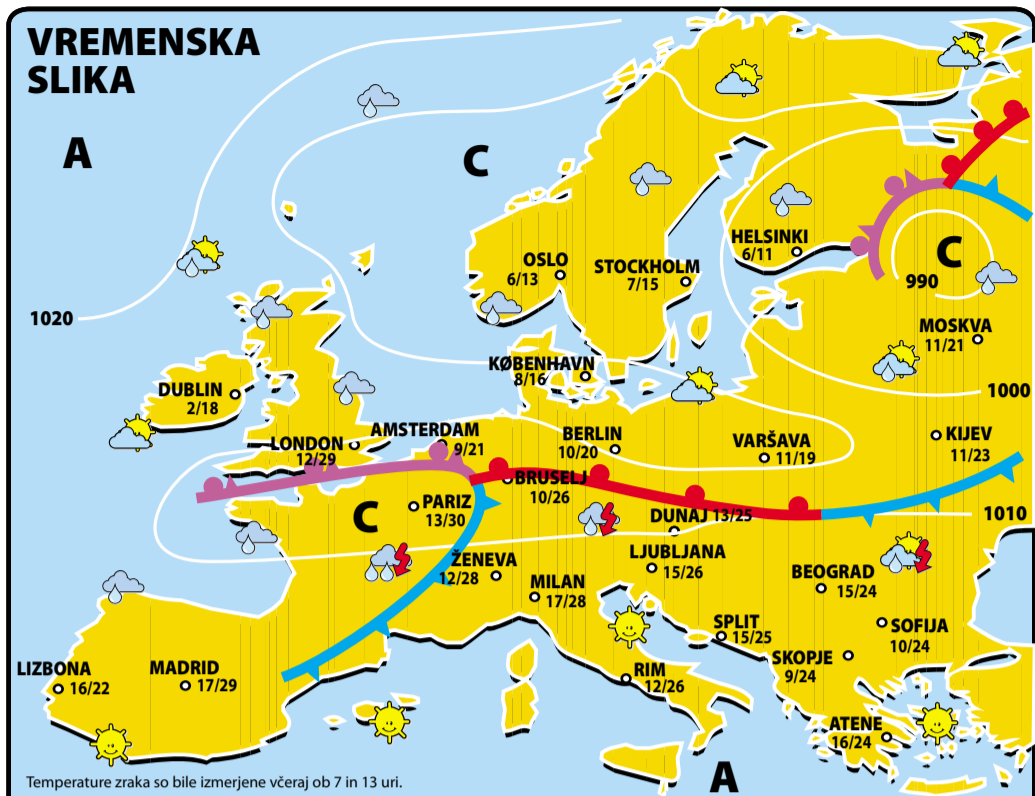 VREMENSKA
SLIKA
A
C
HELSINKI
6/11
OSLO
6/13
STOCKHOLM
7/15
C
990
1020
MOSKVA
11/21
KØBENHAVN
8/16
DUBLIN
2/18
1000
AMSTERDAM
9/21
BERLIN
10/20
VARŠAVA
11/19
KIJEV
11/23
LONDON
12/29
BRUSELJ
10/26
PARIZ
13/30
C
DUNAJ 13/25
1010
ŽENEVA
12/28
LJUBLJANA
15/26
MILAN
17/28
BEOGRAD
15/24
SPLIT
15/25
SOFIJA
10/24
SKOPJE
9/24
LIZBONA
16/22
MADRID
17/29
RIM
12/26
ATENE
16/24
A
Temperature zraka so bile izmerjene včeraj ob 7 in 13 uri.